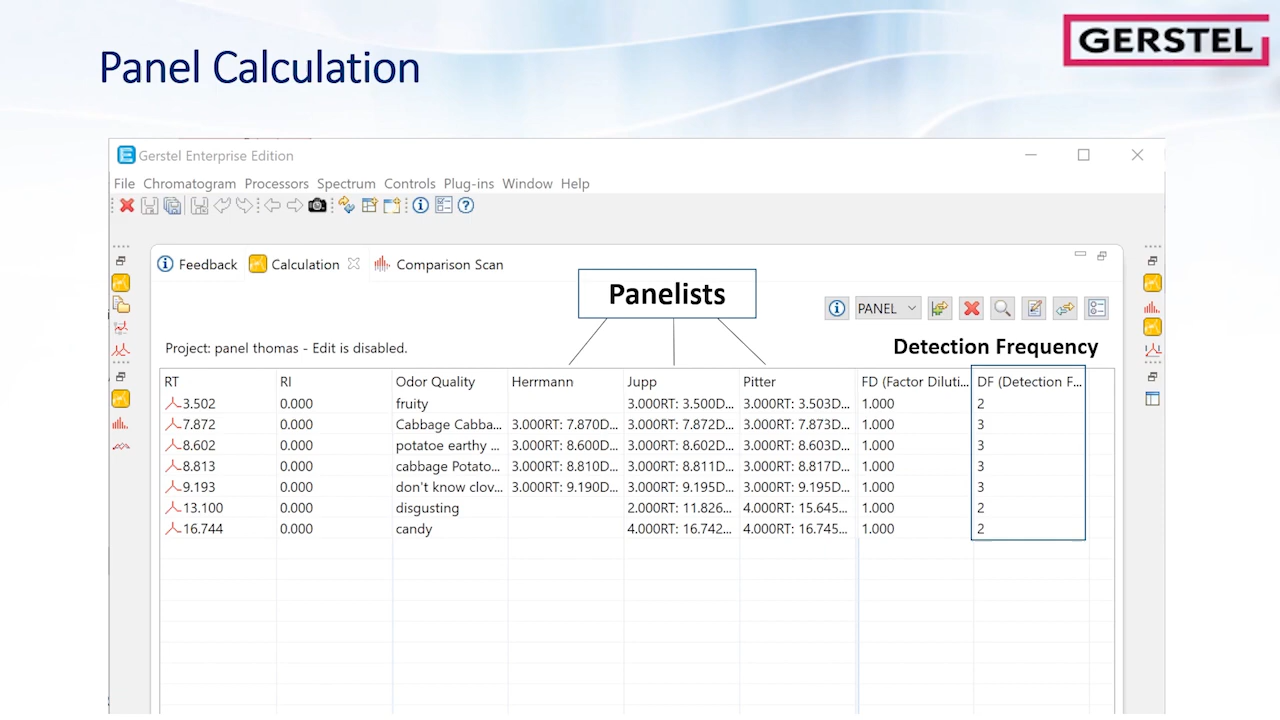 GERSTEL
Panel Calculation
Gerstel Enterprise Edition
File Chromatogram Processors Spectrum Controls Plug-ins Window Help
Feedback Calculation Comparison Scan
Panelists
PANEL
Project: panel thomas - Edit is disabled.
Detection Frequency
RT RI Odor Quality Herrmann Jupp Pitter FD (Factor Diluti... DF (Detection F...
3.502 0.000 fruity 3.000RT: 3.500D... 3.000RT: 3.503D... 1.000 2
7.872 0.000 Cabbage Cabba... 3.000RT: 7.870D... 3.000RT: 7.872D... 3.000RT: 7.873D... 1.000 3
8.602 0.000 potatoe earthy ... 3.000RT: 8.600D... 3.000RT: 8.602D... 3.000RT: 8.603D... 1.000 3
8.813 0.000 cabbage Potato... 3.000RT: 8.810D... 3.000RT: 8.811D... 3.000RT: 8.817D... 1.000 3
9.193 0.000 don't know clov... 3.000RT: 9.190D... 3.000RT: 9.195D... 3.000RT: 9.195D... 1.000 3
13.100 0.000 disgusting 2.000RT: 11.826... 4.000RT: 15.645... 1.000 2
16.744 0.000 candy 4.000RT: 16.742... 4.000RT: 16.745... 1.000 2